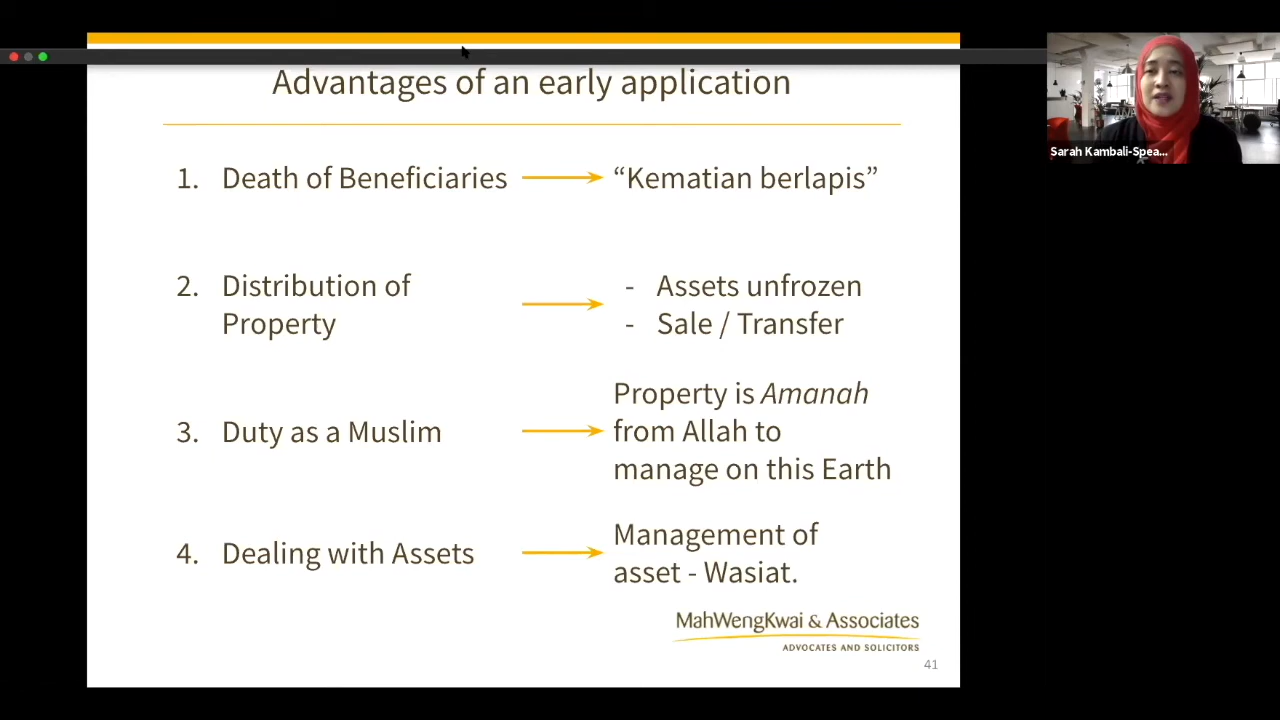 Advantages of an early application
1. Death of Beneficiaries “Kematian berlapis”
2. Distribution of Property
- Assets unfrozen
- Sale / Transfer
3. Duty as a Muslim
Property is Amanah
from Allah to
manage on this Earth
4. Dealing with Assets
Management of
asset - Wasiat.
MahWengKwai & Associates
ADVOCATES AND SOLICITORS
41
Sarah Kambali-Spea...